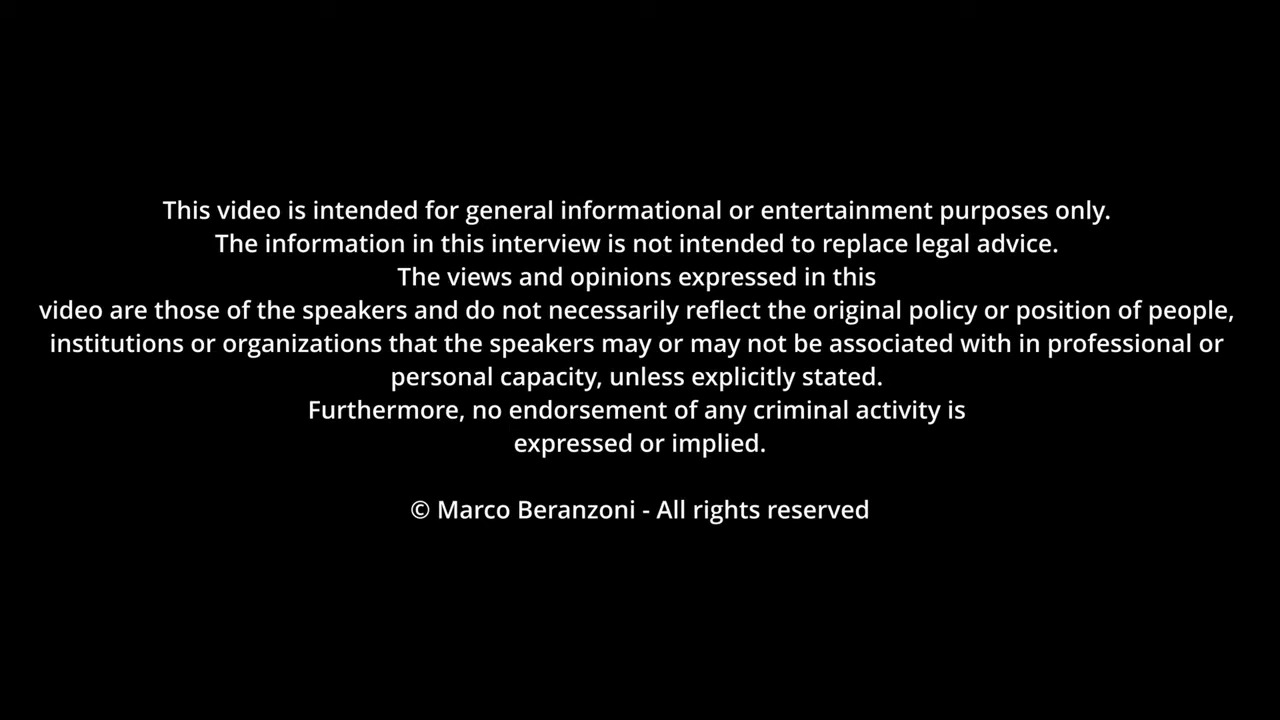 This video is intended for general informational or entertainment purposes only.
The information in this interview is not intended to replace legal advice.
The views and opinions expressed in this
video are those of the speakers and do not necessarily reflect the original policy or position of people,
institutions or organizations that the speakers may or may not be associated with in professional or
personal capacity, unless explicitly stated.
Furthermore, no endorsement of any criminal activity is
expressed or implied.
© Marco Beranzoni - All rights reserved